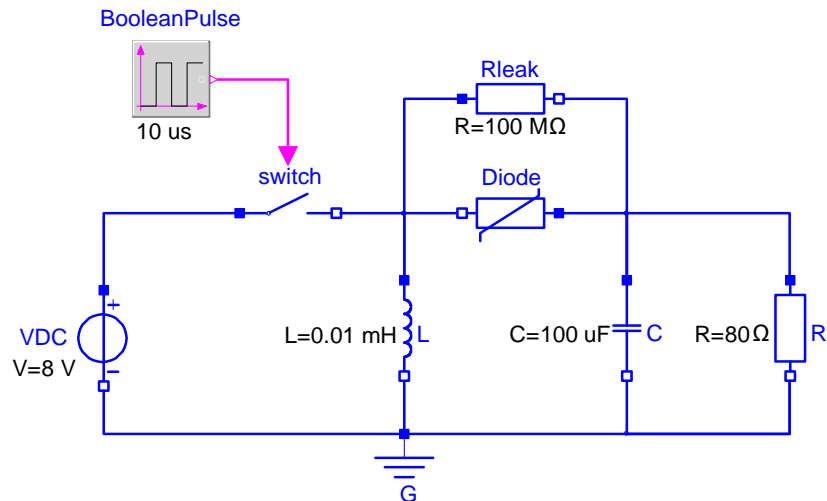 BooleanPulse
10 us
Rleak
R=100 MΩ
switch
Diode
+
VDC
V=8 V
−
L=0.01 mH
L
C=100 uF
C
R=80Ω
R
G